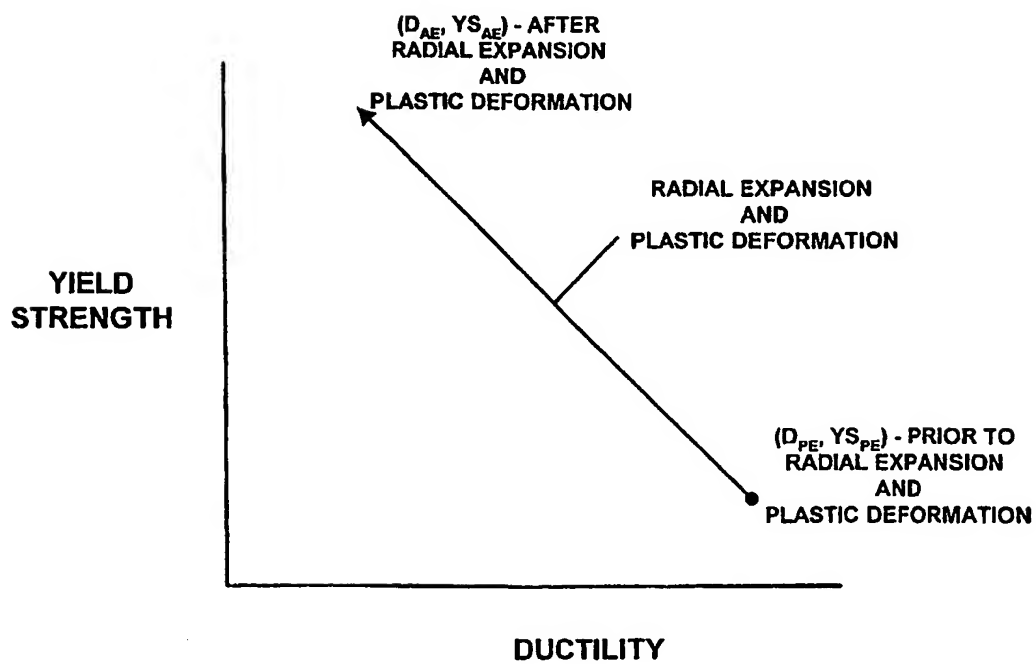 (D_AE, YS_AE) - AFTER
RADIAL EXPANSION
AND
PLASTIC DEFORMATION
RADIAL EXPANSION
AND
PLASTIC DEFORMATION
YIELD
STRENGTH
(D_PE, YS_PE) - PRIOR TO
RADIAL EXPANSION
AND
PLASTIC DEFORMATION
DUCTILITY